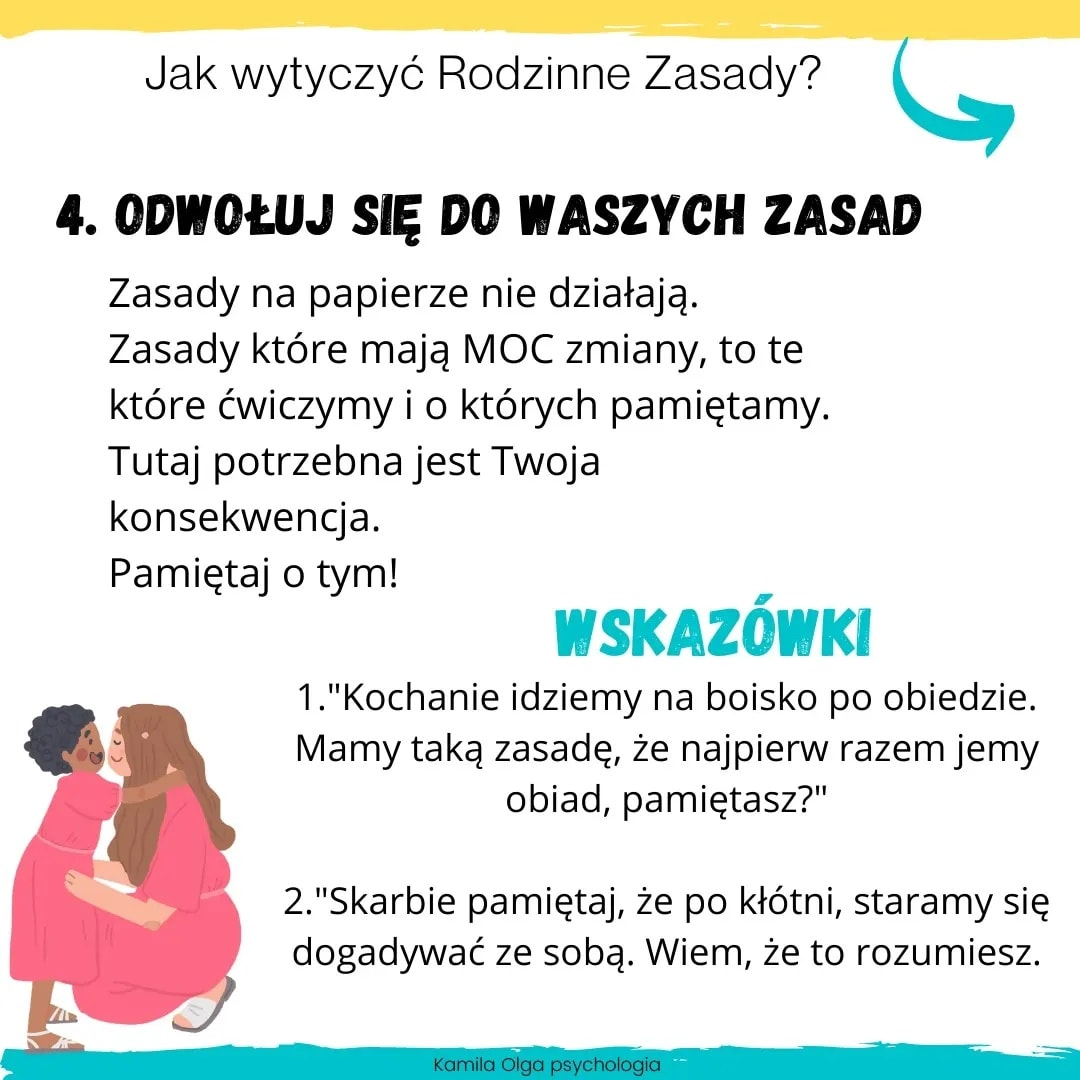 Jak wytyczyć Rodzinne Zasady?
4. ODWOŁUJ SIĘ DO WASZYCH ZASAD
Zasady na papierze nie działają.
Zasady które mają MOC zmiany, to te
które ćwiczymy i o których pamiętamy.
Tutaj potrzebna jest Twoja
konsekwencja.
Pamiętaj o tym!
WSKAZÓWKI
1."Kochanie idziemy na boisko po obiedzie.
Mamy taką zasadę, że najpierw razem jemy
obiad, pamiętasz?"
2."Skarbie pamiętaj, że po kłótni, staramy się
dogadywać ze sobą. Wiem, że to rozumiesz.
Kamila Olga psychologia